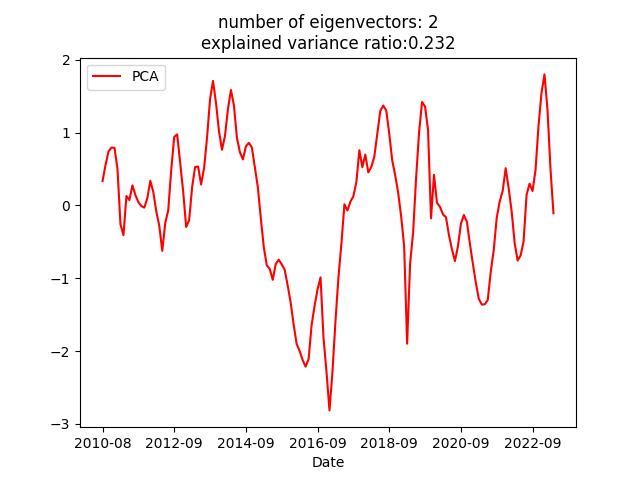 number of eigenvectors: 2
explained variance ratio:0.232
PCA
2
1
0
−1
−2
−3
2010-08 2012-09 2014-09 2016-09 2018-09 2020-09 2022-09
Date